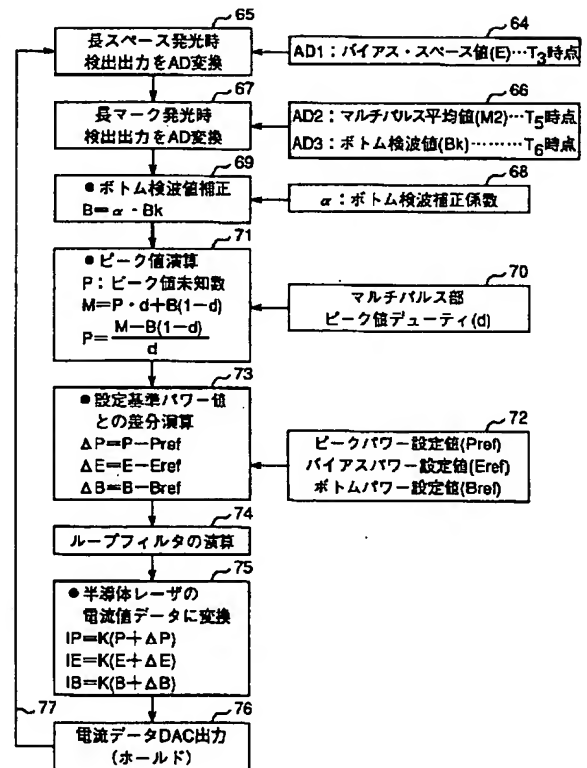 65
長スペース発光時
検出出力をAD変換
64
AD1：バイアス・スペース値(E)…T3時点
67
長マーク発光時
検出出力をAD変換
66
AD2：マルチパルス平均値(M2)…T5時点
AD3：ボトム検波値(Bk)………T6時点
69
●ボトム検波値補正
B=α・Bk
68
α：ボトム検波補正係数
71
●ピーク値演算
P：ピーク値未知数
M=P・d+B(1-d)
P=M-B(1-d)
d
70
マルチパルス部
ピーク値デューティ(d)
73
●設定基準パワー値
との差分演算
ΔP=P-Pref
ΔE=E-Eref
ΔB=B-Bref
72
ピークパワー設定値(Pref)
バイアスパワー設定値(Eref)
ボトムパワー設定値(Bref)
74
ループフィルタの演算
75
●半導体レーザの
電流値データに変換
IP=K(P+ΔP)
IE=K(E+ΔE)
IB=K(B+ΔB)
77
76
電流データDAC出力
(ホールド)